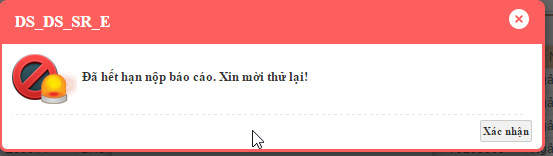 DS_DS_SR_E
Đã hết hạn nộp báo cáo. Xin mời thử lại!
Xác nhận